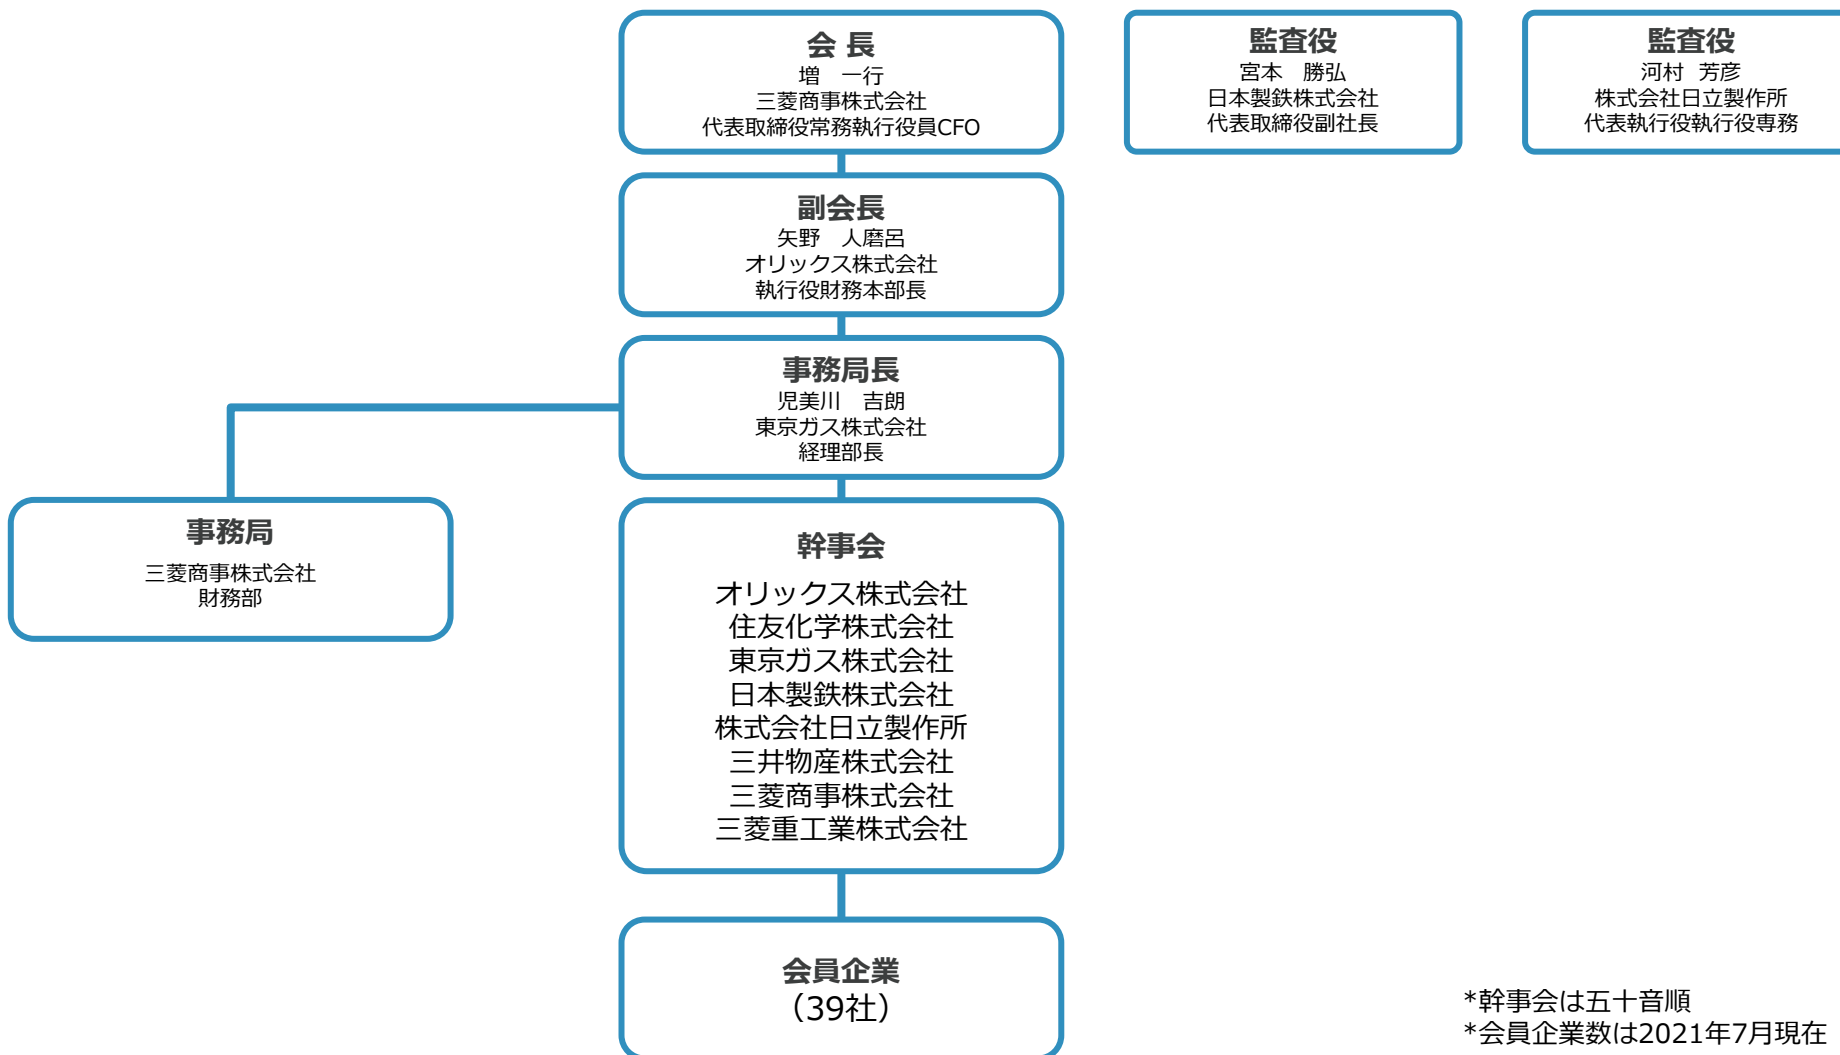 会 長
増　一行
三菱商事株式会社
代表取締役常務執行役員CFO
監査役
宮本　勝弘
日本製鉄株式会社
代表取締役副社長
監査役
河村 芳彦
株式会社日立製作所
代表執行役執行役専務
副会長
矢野　人磨呂
オリックス株式会社
執行役財務本部長
事務局長
児美川　吉朗
東京ガス株式会社
経理部長
事務局
三菱商事株式会社
財務部
幹事会
オリックス株式会社
住友化学株式会社
東京ガス株式会社
日本製鉄株式会社
株式会社日立製作所
三井物産株式会社
三菱商事株式会社
三菱重工業株式会社
会員企業
（39社）
*幹事会は五十音順
*会員企業数は2021年7月現在